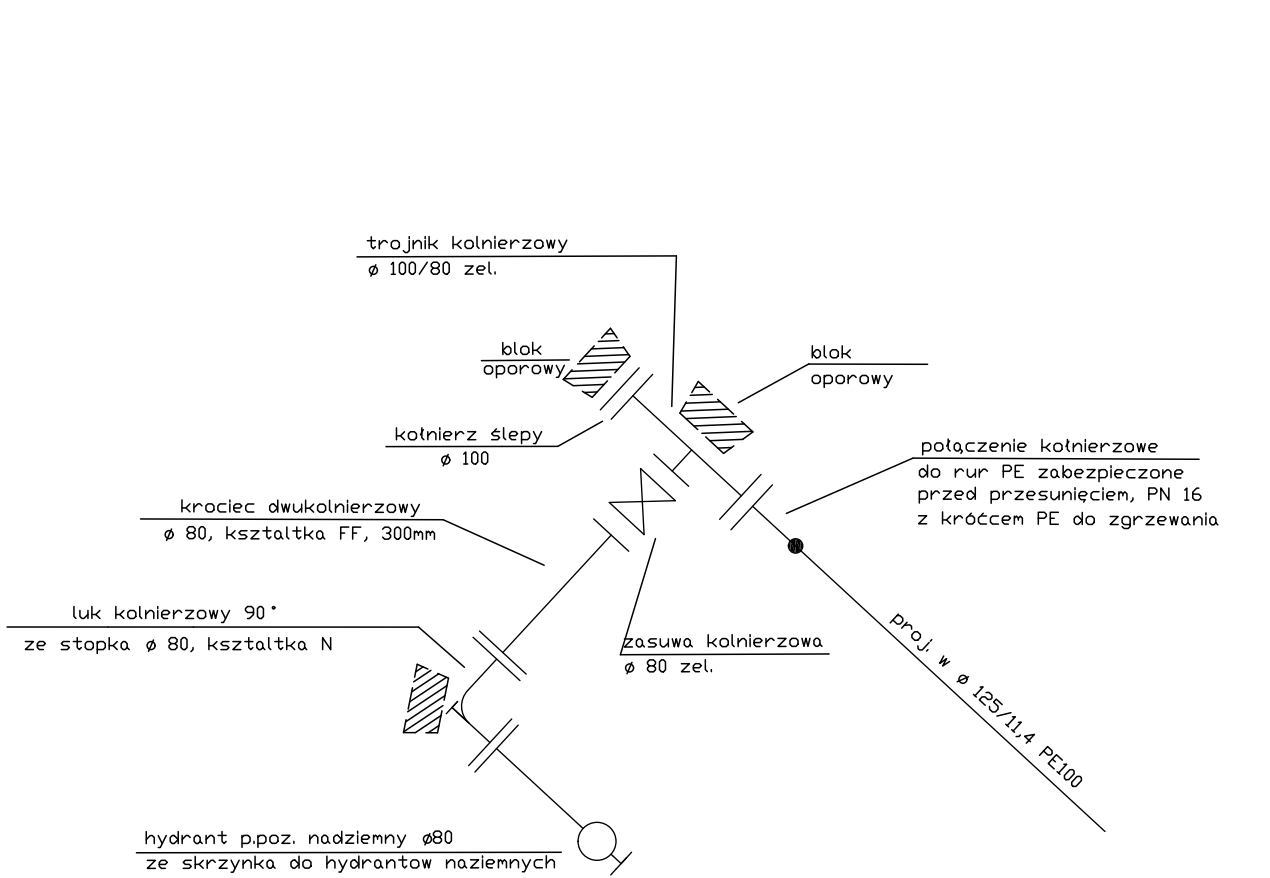 trojnik kolnierzowy
ø 100/80 zel.
blok
oporowy
blok
oporowy
kołnierz ślepy
ø 100
połączenie kołnierzowe
do rur PE zabezpieczone
przed przesunięciem, PN 16
z króćcem PE do zgrzewania
krociec dwukolnierzowy
ø 80, ksztaltka FF, 300mm
luk kolnierzowy 90°
ze stopka ø 80, ksztaltka N
zasuwa kolnierzowa
ø 80 zel.
proj. w ø 125/11,4 PE100
hydrant p.poz. nadziemny ø80
ze skrzynka do hydrantow naziemnych